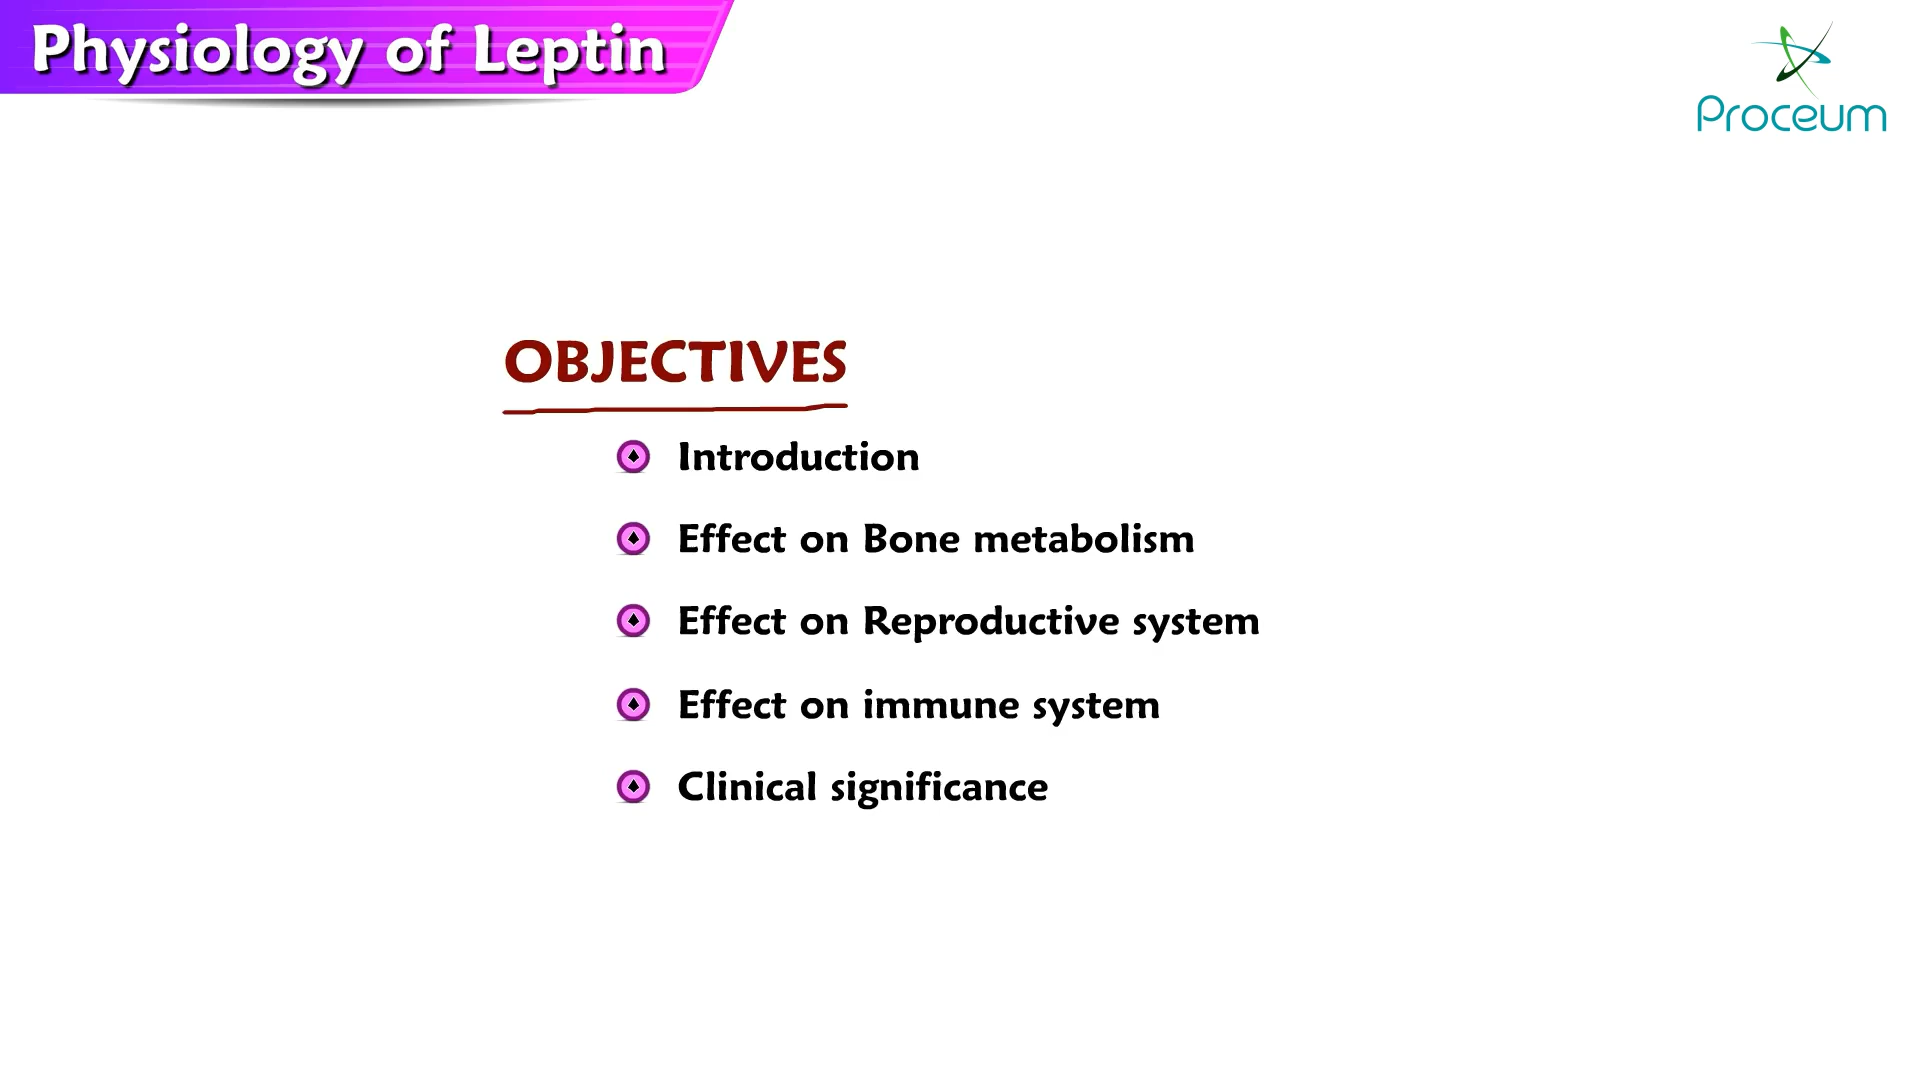 Physiology of Leptin
Proceum
OBJECTIVES
Introduction
Effect on Bone metabolism
Effect on Reproductive system
Effect on immune system
Clinical significance